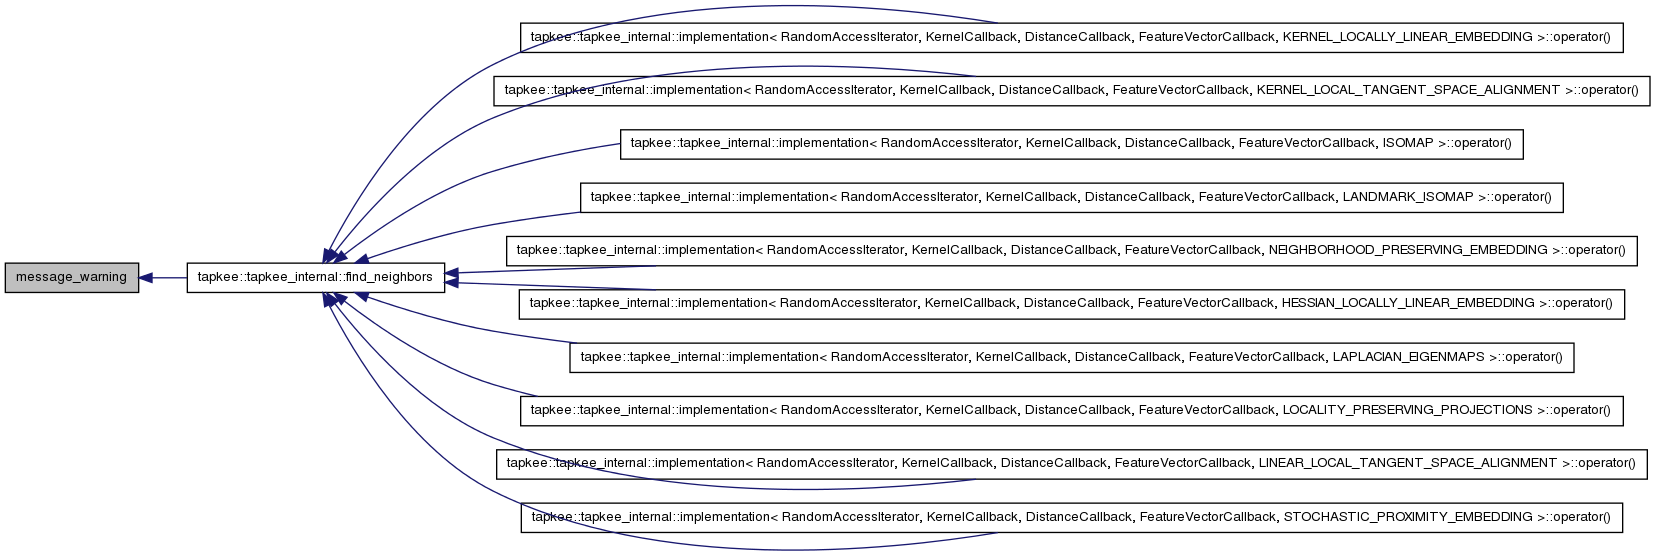 tapkee::tapkee_internal::implementation< RandomAccessIterator, KernelCallback, DistanceCallback, FeatureVectorCallback, KERNEL_LOCALLY_LINEAR_EMBEDDING >::operator()
tapkee::tapkee_internal::implementation< RandomAccessIterator, KernelCallback, DistanceCallback, FeatureVectorCallback, KERNEL_LOCAL_TANGENT_SPACE_ALIGNMENT >::operator()
tapkee::tapkee_internal::implementation< RandomAccessIterator, KernelCallback, DistanceCallback, FeatureVectorCallback, ISOMAP >::operator()
tapkee::tapkee_internal::implementation< RandomAccessIterator, KernelCallback, DistanceCallback, FeatureVectorCallback, LANDMARK_ISOMAP >::operator()
tapkee::tapkee_internal::implementation< RandomAccessIterator, KernelCallback, DistanceCallback, FeatureVectorCallback, NEIGHBORHOOD_PRESERVING_EMBEDDING >::operator()
message_warning
tapkee::tapkee_internal::find_neighbors
tapkee::tapkee_internal::implementation< RandomAccessIterator, KernelCallback, DistanceCallback, FeatureVectorCallback, HESSIAN_LOCALLY_LINEAR_EMBEDDING >::operator()
tapkee::tapkee_internal::implementation< RandomAccessIterator, KernelCallback, DistanceCallback, FeatureVectorCallback, LAPLACIAN_EIGENMAPS >::operator()
tapkee::tapkee_internal::implementation< RandomAccessIterator, KernelCallback, DistanceCallback, FeatureVectorCallback, LOCALITY_PRESERVING_PROJECTIONS >::operator()
tapkee::tapkee_internal::implementation< RandomAccessIterator, KernelCallback, DistanceCallback, FeatureVectorCallback, LINEAR_LOCAL_TANGENT_SPACE_ALIGNMENT >::operator()
tapkee::tapkee_internal::implementation< RandomAccessIterator, KernelCallback, DistanceCallback, FeatureVectorCallback, STOCHASTIC_PROXIMITY_EMBEDDING >::operator()